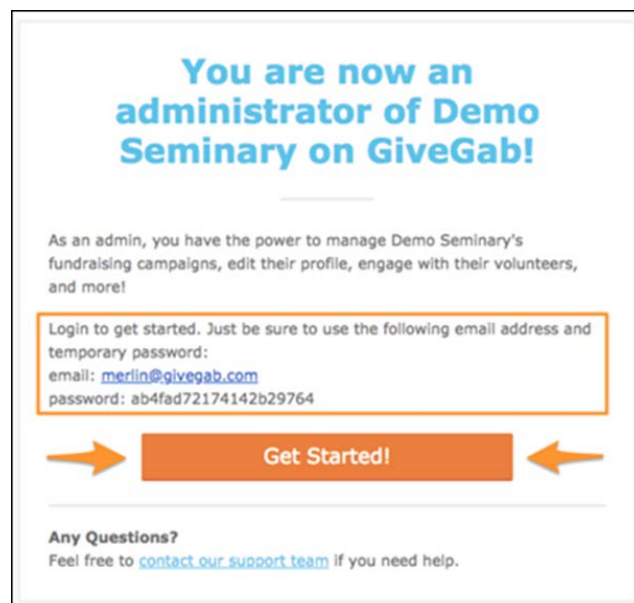 You are now an
administrator of Demo
Seminary on GiveGab!
As an admin, you have the power to manage Demo Seminary's
fundraising campaigns, edit their profile, engage with their volunteers,
and more!
Login to get started. Just be sure to use the following email address and
temporary password:
email: merlin@givegab.com
password: ab4fad72174142b29764
Get Started!
Any Questions?
Feel free to contact our support team if you need help.